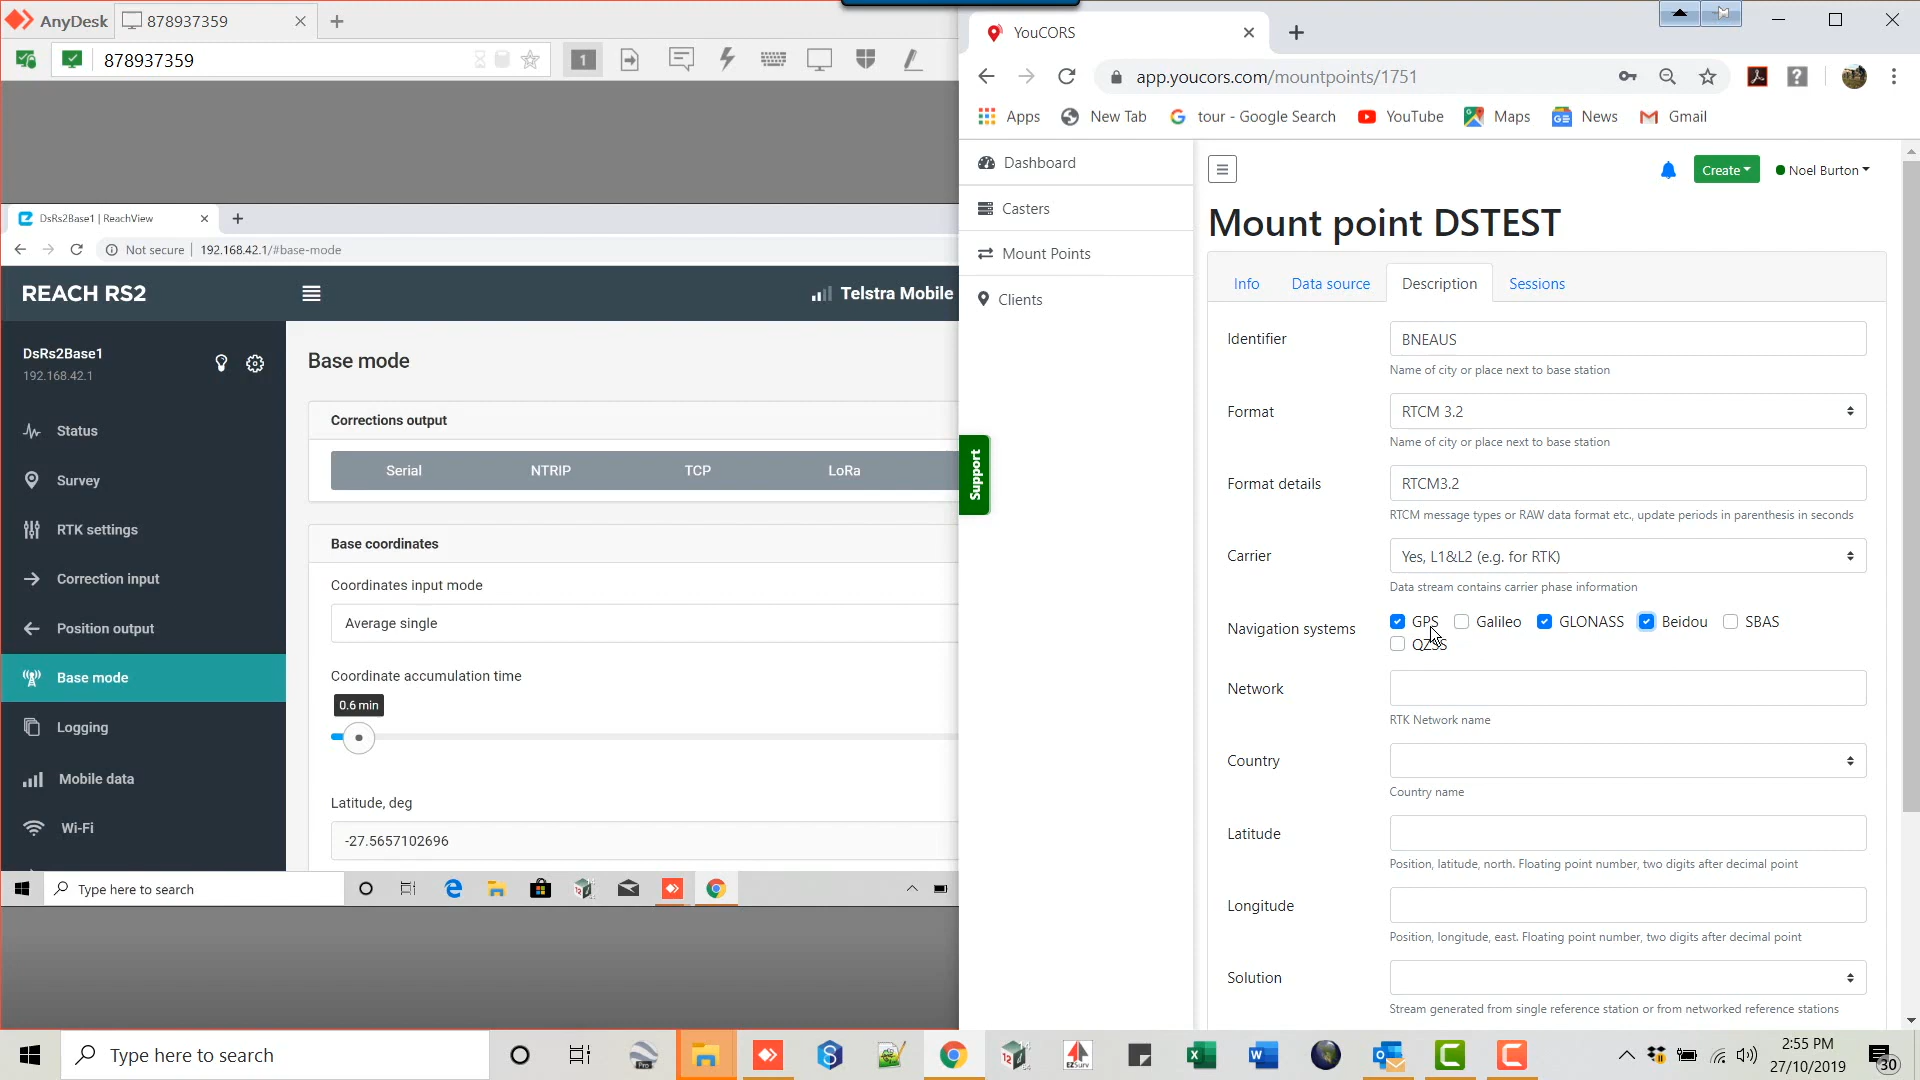 AnyDesk
878937359
878937359
1
DsRs2Base1 | ReachView
Not secure
192.168.42.1/#base-mode
REACH RS2
Telstra Mobile
DsRs2Base1
192.168.42.1
Status
Survey
RTK settings
Correction input
Position output
Base mode
Logging
Mobile data
Wi-Fi
Base mode
Corrections output
Serial
NTRIP
TCP
LoRa
Base coordinates
Coordinates input mode
Average single
Coordinate accumulation time
0.6 min
Latitude, deg
-27.5657102696
Type here to search
YouCORS
app.youcors.com/mountpoints/1751
Apps
New Tab
tour - Google Search
YouTube
Maps
News
Gmail
Dashboard
Casters
Mount Points
Clients
Support
Create
Noel Burton
Mount point DSTEST
Info
Data source
Description
Sessions
Identifier
BNEAUS
Name of city or place next to base station
Format
RTCM 3.2
Name of city or place next to base station
Format details
RTCM3.2
RTCM message types or RAW data format etc., update periods in parenthesis in seconds
Carrier
Yes, L1&L2 (e.g. for RTK)
Data stream contains carrier phase information
Navigation systems
GPS
Galileo
GLONASS
Beidou
SBAS
QZSS
Network
RTK Network name
Country
Country name
Latitude
Position, latitude, north. Floating point number, two digits after decimal point
Longitude
Position, longitude, east. Floating point number, two digits after decimal point
Solution
Stream generated from single reference station or from networked reference stations
Type here to search
2:55 PM
27/10/2019
30